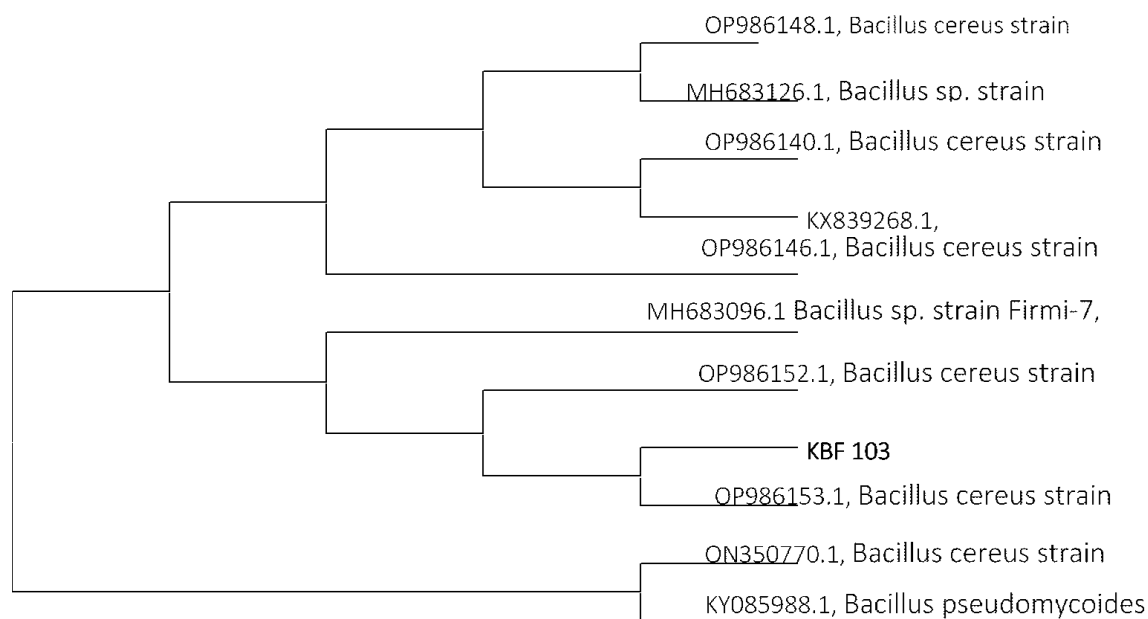 OP986148.1, Bacillus cereus strain
MH683126.1, Bacillus sp. strain
OP986140.1, Bacillus cereus strain
KX839268.1,
OP986146.1, Bacillus cereus strain
MH683096.1 Bacillus sp. strain Firmi-7,
OP986152.1, Bacillus cereus strain
KBF 103
OP986153.1, Bacillus cereus strain
ON350770.1, Bacillus cereus strain
KY085988.1, Bacillus pseudomycoides